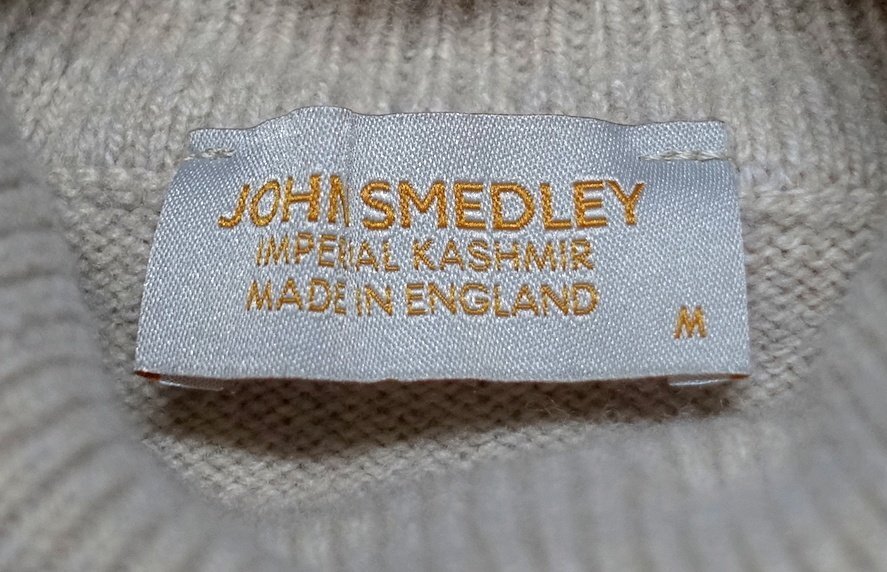 JOHN SMEDLEY
IMPERIAL KASHMIR
MADE IN ENGLAND
M